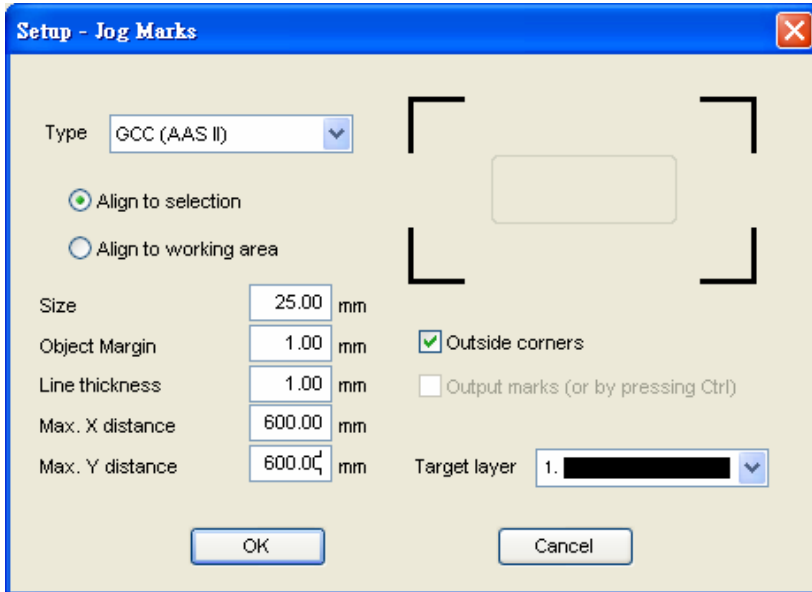 Setup - Jog Marks
Type GCC (AAS II)
Align to selection
Align to working area
Size 25.00 mm
Object Margin 1.00 mm
Line thickness 1.00 mm
Max. X distance 600.00 mm
Max. Y distance 600.00 mm
Outside corners
Output marks (or by pressing Ctrl)
Target layer 1.
OK
Cancel